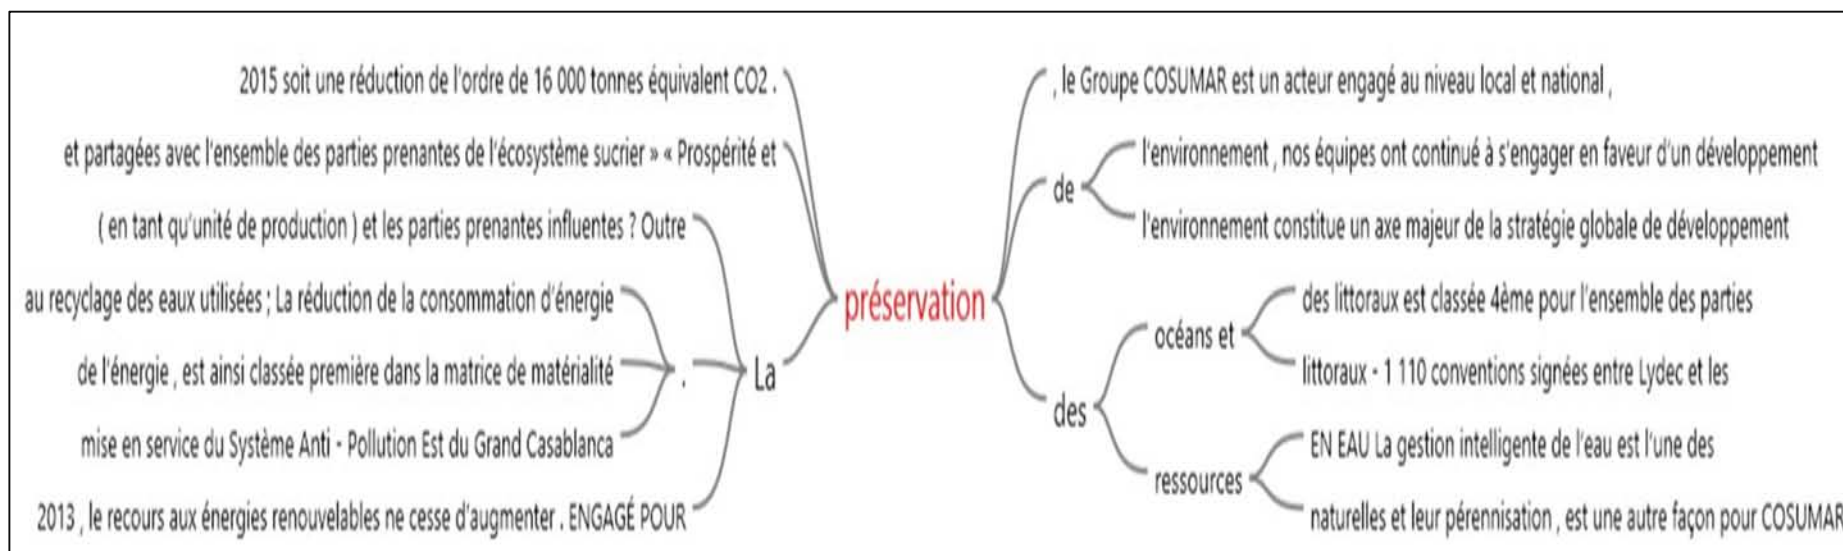 2015 soit une réduction de l'ordre de 16 000 tonnes équivalent CO2 .
et partagées avec l'ensemble des parties prenantes de l'écosystème sucrier » « Prospérité et
( en tant qu'unité de production ) et les parties prenantes influentes ? Outre
au recyclage des eaux utilisées ; La réduction de la consommation d'énergie
de l'énergie , est ainsi classée première dans la matrice de matérialité
mise en service du Système Anti - Pollution Est du Grand Casablanca
.
La
2013 , le recours aux énergies renouvelables ne cesse d'augmenter . ENGAGÉ POUR
préservation
, le Groupe COSUMAR est un acteur engagé au niveau local et national ,
de
l'environnement , nos équipes ont continué à s'engager en faveur d'un développement
l'environnement constitue un axe majeur de la stratégie globale de développement
des
océans et
des littoraux est classée 4ème pour l'ensemble des parties
littoraux - 1 110 conventions signées entre Lydec et les
ressources
EN EAU La gestion intelligente de l'eau est l'une des
naturelles et leur pérennisation , est une autre façon pour COSUMAR